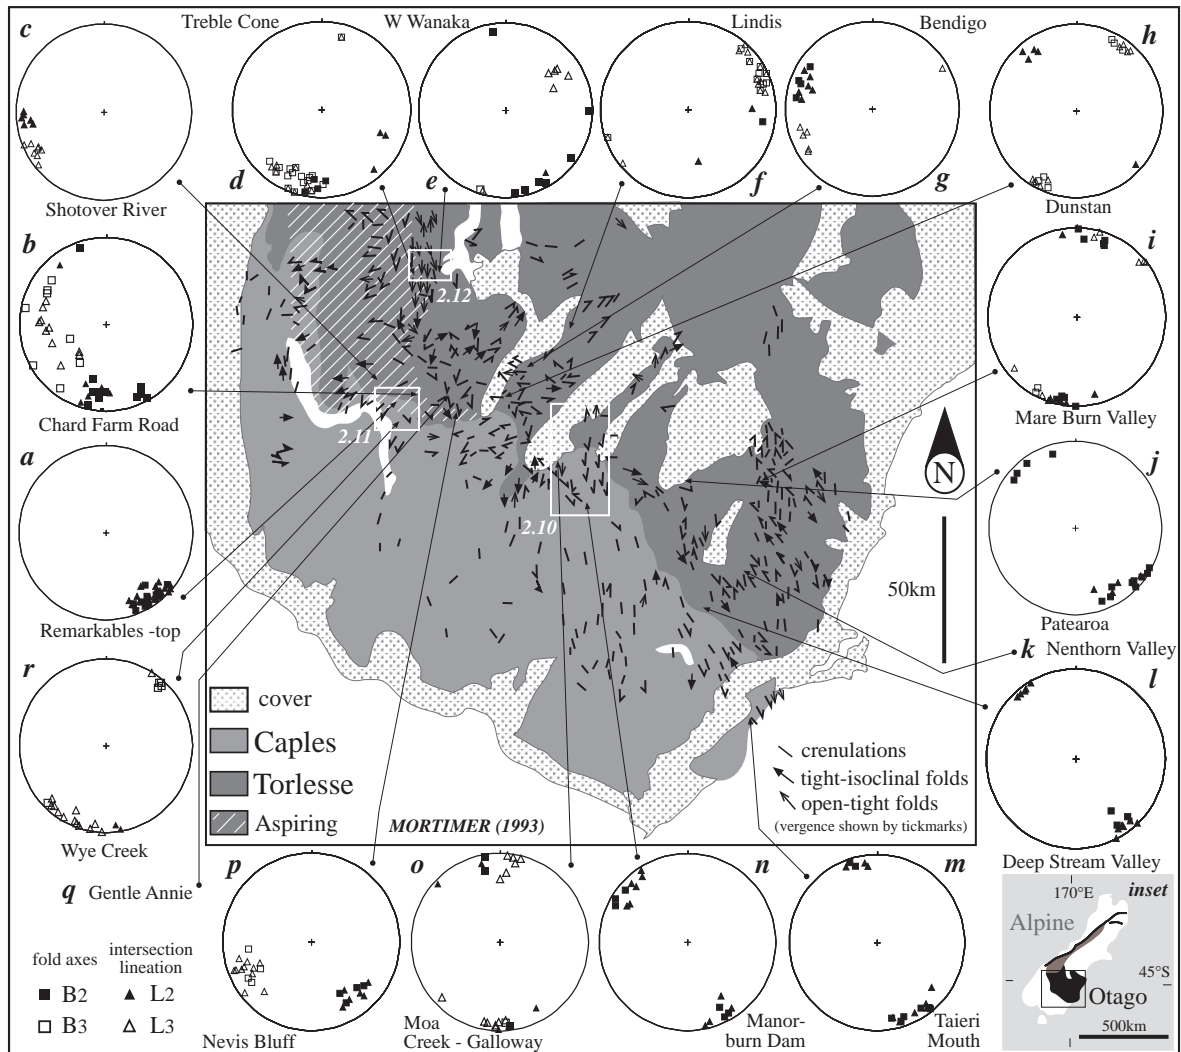 c
Treble Cone
W Wanaka
Lindis
Bendigo
h
d
e
f
g
Shotover River
Dunstan
b
i
2.12
Chard Farm Road
2.11
Mare Burn Valley
a
N
j
2.10
50km
Remarkables -top
Patearoa
r
k Nenthorn Valley
l
cover
Caples
Torlesse
Aspiring
crenulations
tight-isoclinal folds
open-tight folds
(vergence shown by tickmarks)
MORTIMER (1993)
Wye Creek
Deep Stream Valley
p
o
n
m
q Gentle Annie
170°E
inset
Alpine
45°S
Otago
500km
fold axes
intersection
lineation
B2
L2
B3
L3
Nevis Bluff
Moa
Creek - Galloway
Manor-
burn Dam
Taieri
Mouth